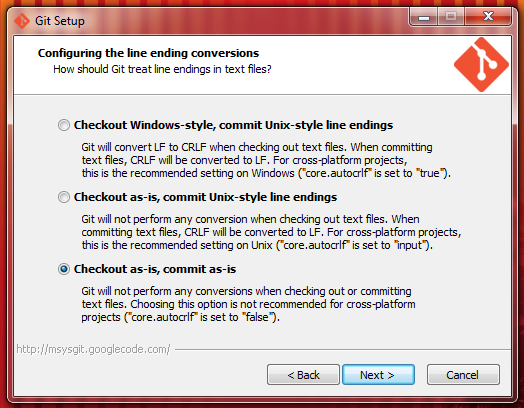 Git Setup
Configuring the line ending conversions
How should Git treat line endings in text files?
Checkout Windows-style, commit Unix-style line endings
Git will convert LF to CRLF when checking out text files. When committing
text files, CRLF will be converted to LF. For cross-platform projects,
this is the recommended setting on Windows ("core.autocrlf" is set to "true").
Checkout as-is, commit Unix-style line endings
Git will not perform any conversion when checking out text files. When
committing text files, CRLF will be converted to LF. For cross-platform projects,
this is the recommended setting on Unix ("core.autocrlf" is set to "input").
Checkout as-is, commit as-is
Git will not perform any conversions when checking out or committing
text files. Choosing this option is not recommended for cross-platform
projects ("core.autocrlf" is set to "false").
http://msysgit.googlecode.com/
< Back
Next >
Cancel